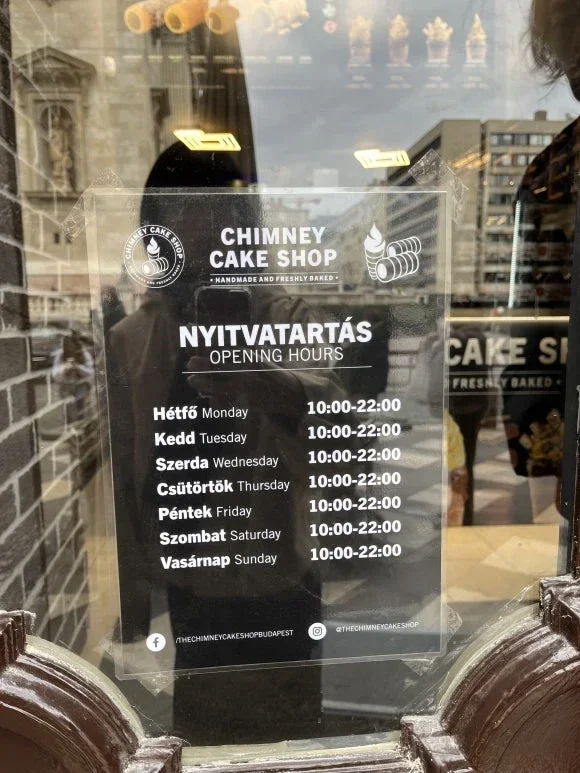 CHIMNEY CAKE SHOP
CHIMNEY
CAKE SHOP
• HANDMADE AND FRESHLY BAKED •
NYITVATARTÁS
OPENING HOURS
Hétfő Monday 10:00-22:00
Kedd Tuesday 10:00-22:00
Szerda Wednesday 10:00-22:00
Csütörtök Thursday 10:00-22:00
Péntek Friday 10:00-22:00
Szombat Saturday 10:00-22:00
Vasárnap Sunday 10:00-22:00
/THECHIMNEYCAKESHOPBUDAPEST
@THECHIMNEYCAKESHOP
CAKE
FRESHLY BAKED •